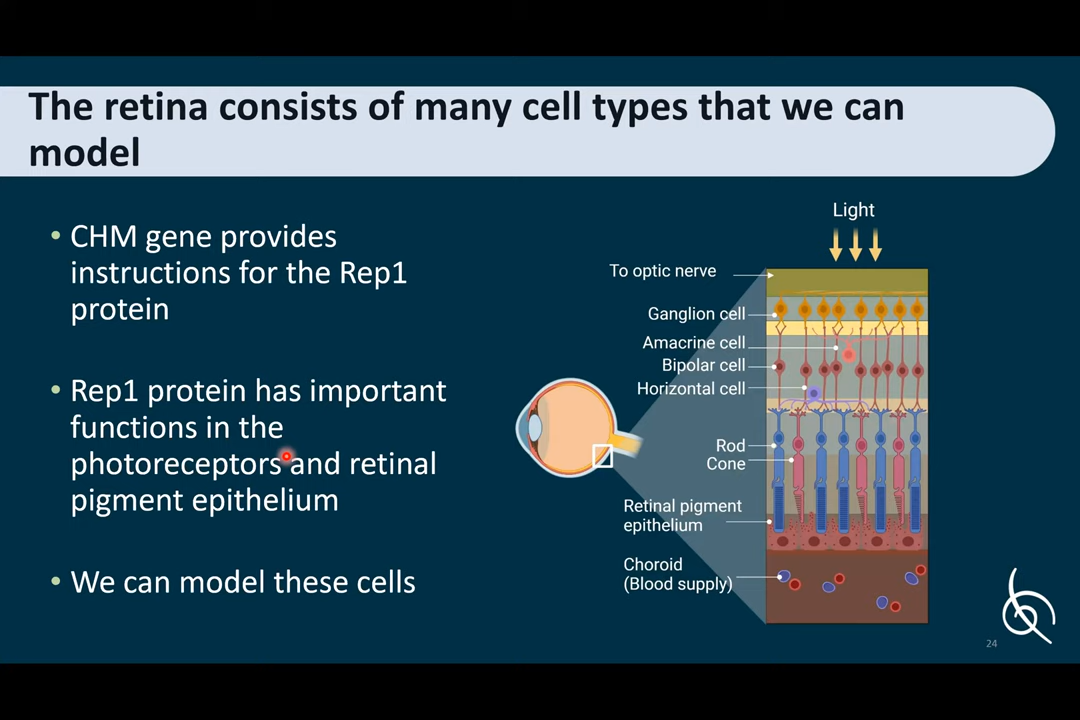 The retina consists of many cell types that we can
model
• CHM gene provides
instructions for the Rep1
protein
• Rep1 protein has important
functions in the
photoreceptors and retinal
pigment epithelium
• We can model these cells
Light
To optic nerve
Ganglion cell
Amacrine cell
Bipolar cell
Horizontal cell
Rod
Cone
Retinal pigment
epithelium
Choroid
(Blood supply)
24